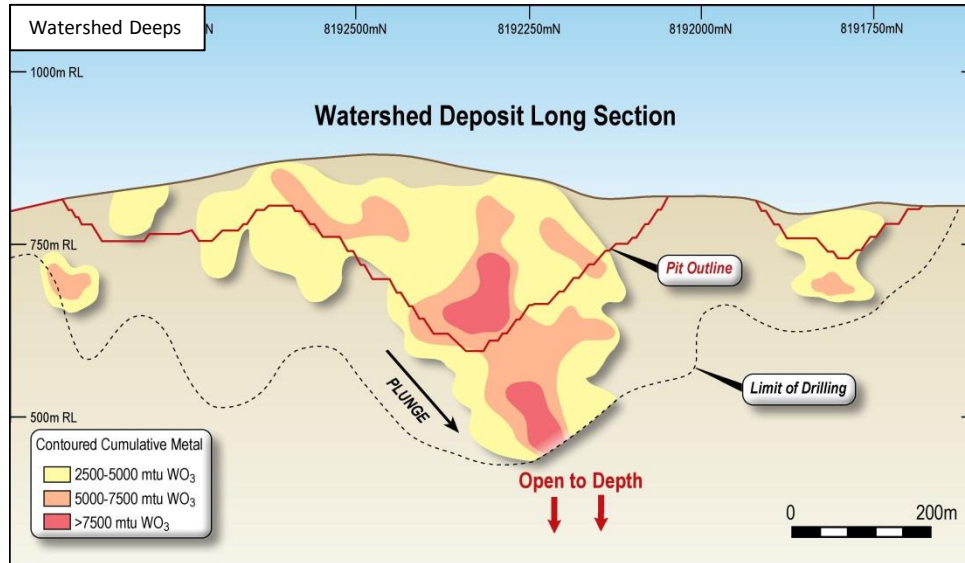 Watershed Deeps
8192500mN
8192250mN
8192000mN
8191750mN
1000m RL
Watershed Deposit Long Section
750m RL
Pit Outline
PLUNGE
Limit of Drilling
500m RL
Contoured Cumulative Metal
2500-5000 mtu WO₃
5000-7500 mtu WO₃
>7500 mtu WO₃
Open to Depth
0 200m